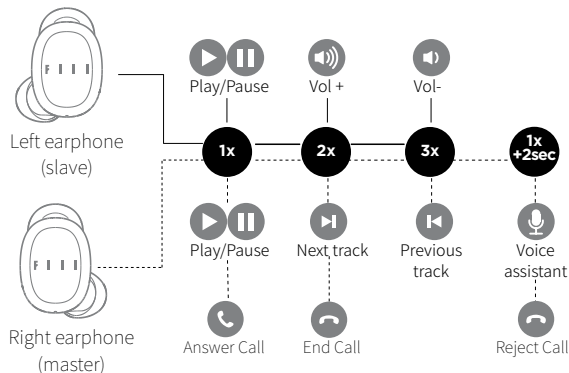 FIIL
Play/Pause
Vol +
Vol-
Left earphone
(slave)
1x
2x
3x
1x
+2sec
FIIL
Play/Pause
Next track
Previous
track
Voice
assistant
Right earphone
(master)
Answer Call
End Call
Reject Call